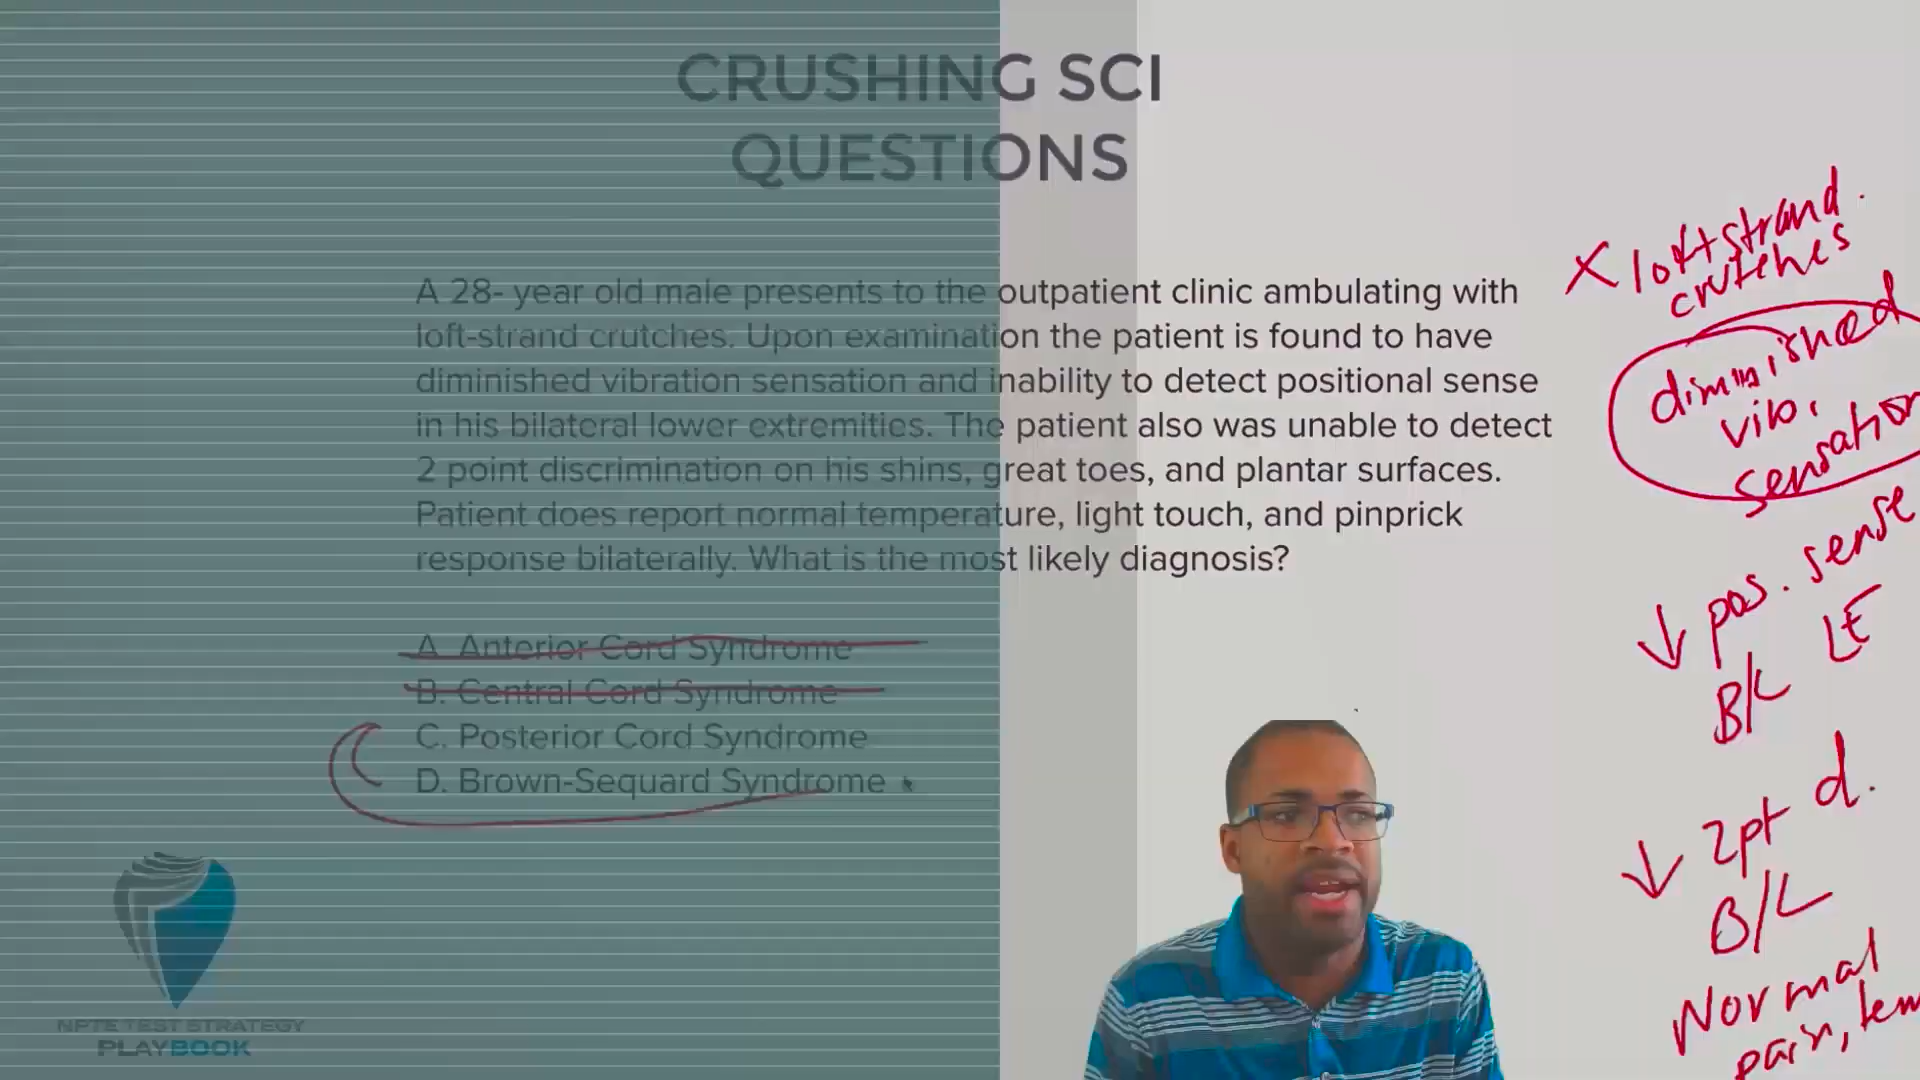 CRUSHING SCI
QUESTIONS
A 28- year old male presents to the outpatient clinic ambulating with
loft-strand crutches. Upon examination the patient is found to have
diminished vibration sensation and inability to detect positional sense
in his bilateral lower extremities. The patient also was unable to detect
2 point discrimination on his shins, great toes, and plantar surfaces.
Patient does report normal temperature, light touch, and pinprick
response bilaterally. What is the most likely diagnosis?
A. Anterior Cord Syndrome
B. Central Cord Syndrome
C. Posterior Cord Syndrome
D. Brown-Sequard Syndrome
X loftstrand.
crutches
diminished
vib.
sensation
↓ pos. sense
B/L LE
↓ 2pt d.
B/L
Normal
pain, tem
NPTE TEST STRATEGY
PLAYBOOK